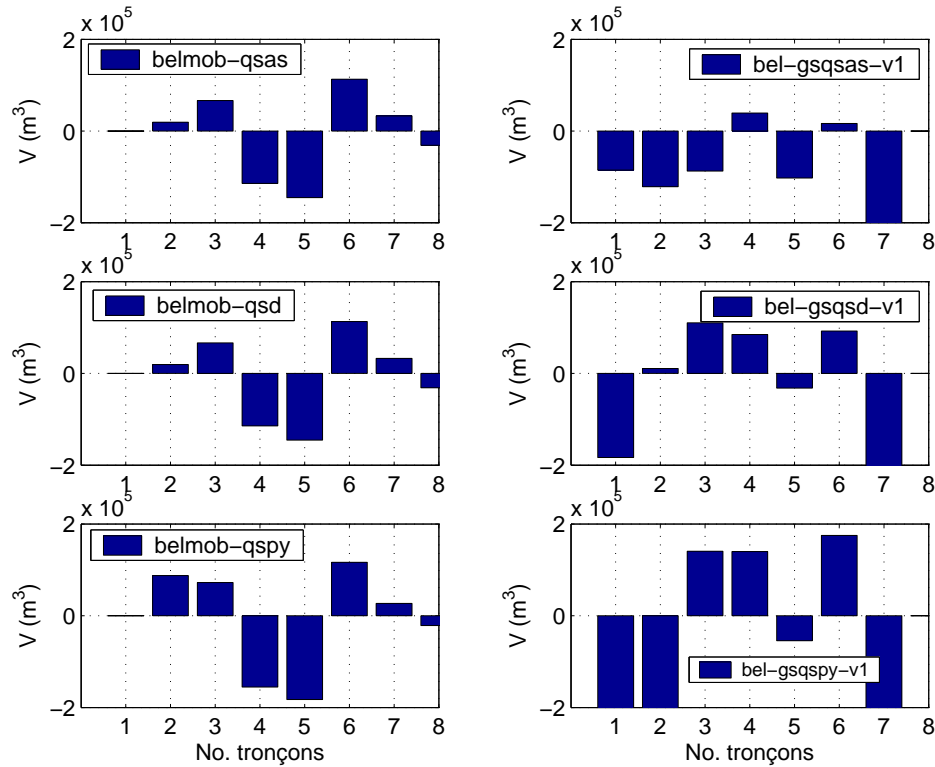 x 10^5
2
0
−2
V (m^3)
belmob−qsas
1 2 3 4 5 6 7 8
x 10^5
2
0
−2
V (m^3)
bel−gsqsas−v1
1 2 3 4 5 6 7 8
x 10^5
2
0
−2
V (m^3)
belmob−qsd
1 2 3 4 5 6 7 8
x 10^5
2
0
−2
V (m^3)
bel−gsqsd−v1
1 2 3 4 5 6 7 8
x 10^5
2
0
−2
V (m^3)
belmob−qspy
1 2 3 4 5 6 7 8
No. tronçons
x 10^5
2
0
−2
V (m^3)
bel−gsqspy−v1
1 2 3 4 5 6 7 8
No. tronçons